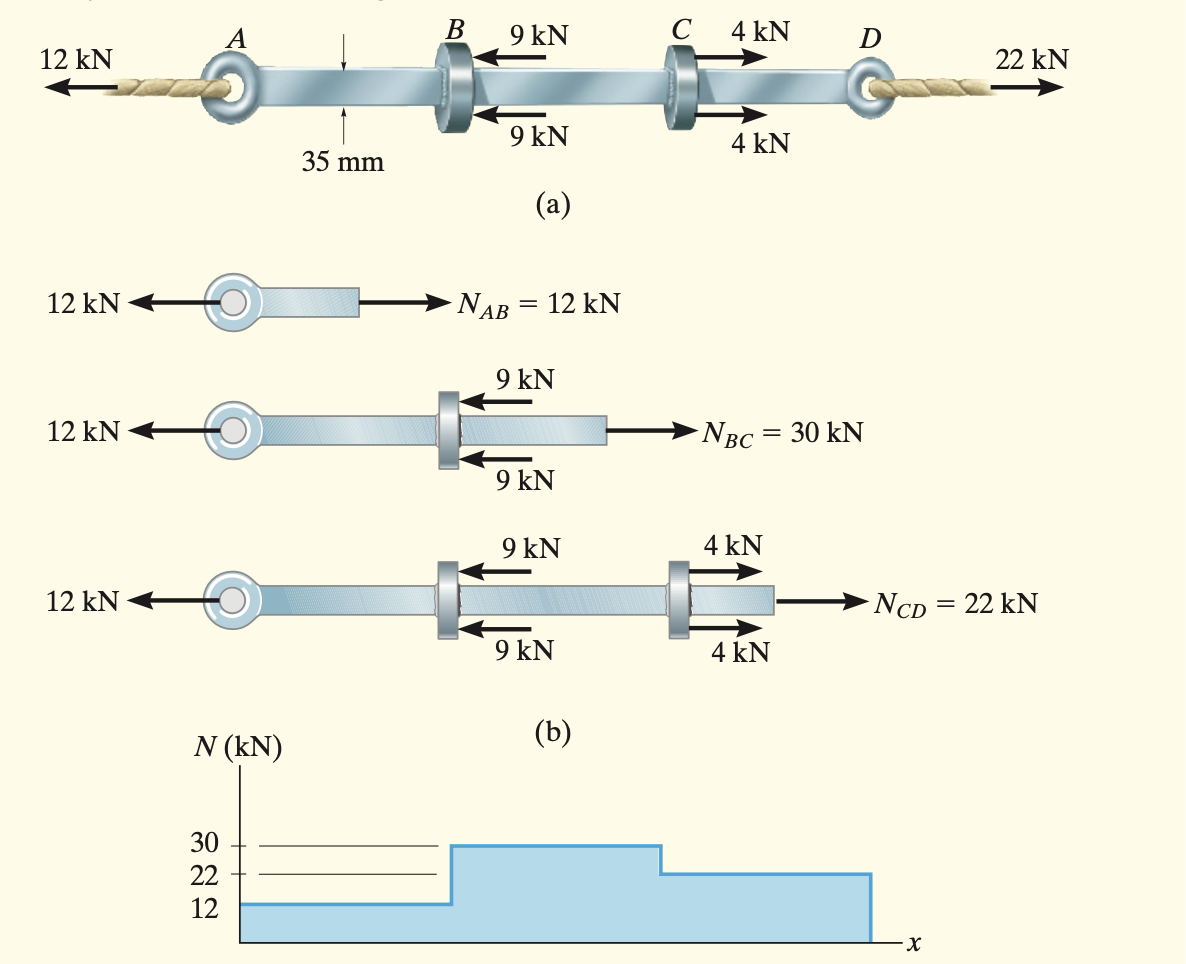 A
B
9 kN
C
4 kN
D
12 kN
22 kN
9 kN
4 kN
35 mm
(a)
12 kN
N_AB = 12 kN
9 kN
12 kN
N_BC = 30 kN
9 kN
9 kN
4 kN
12 kN
N_CD = 22 kN
9 kN
4 kN
(b)
N (kN)
30
22
12
x